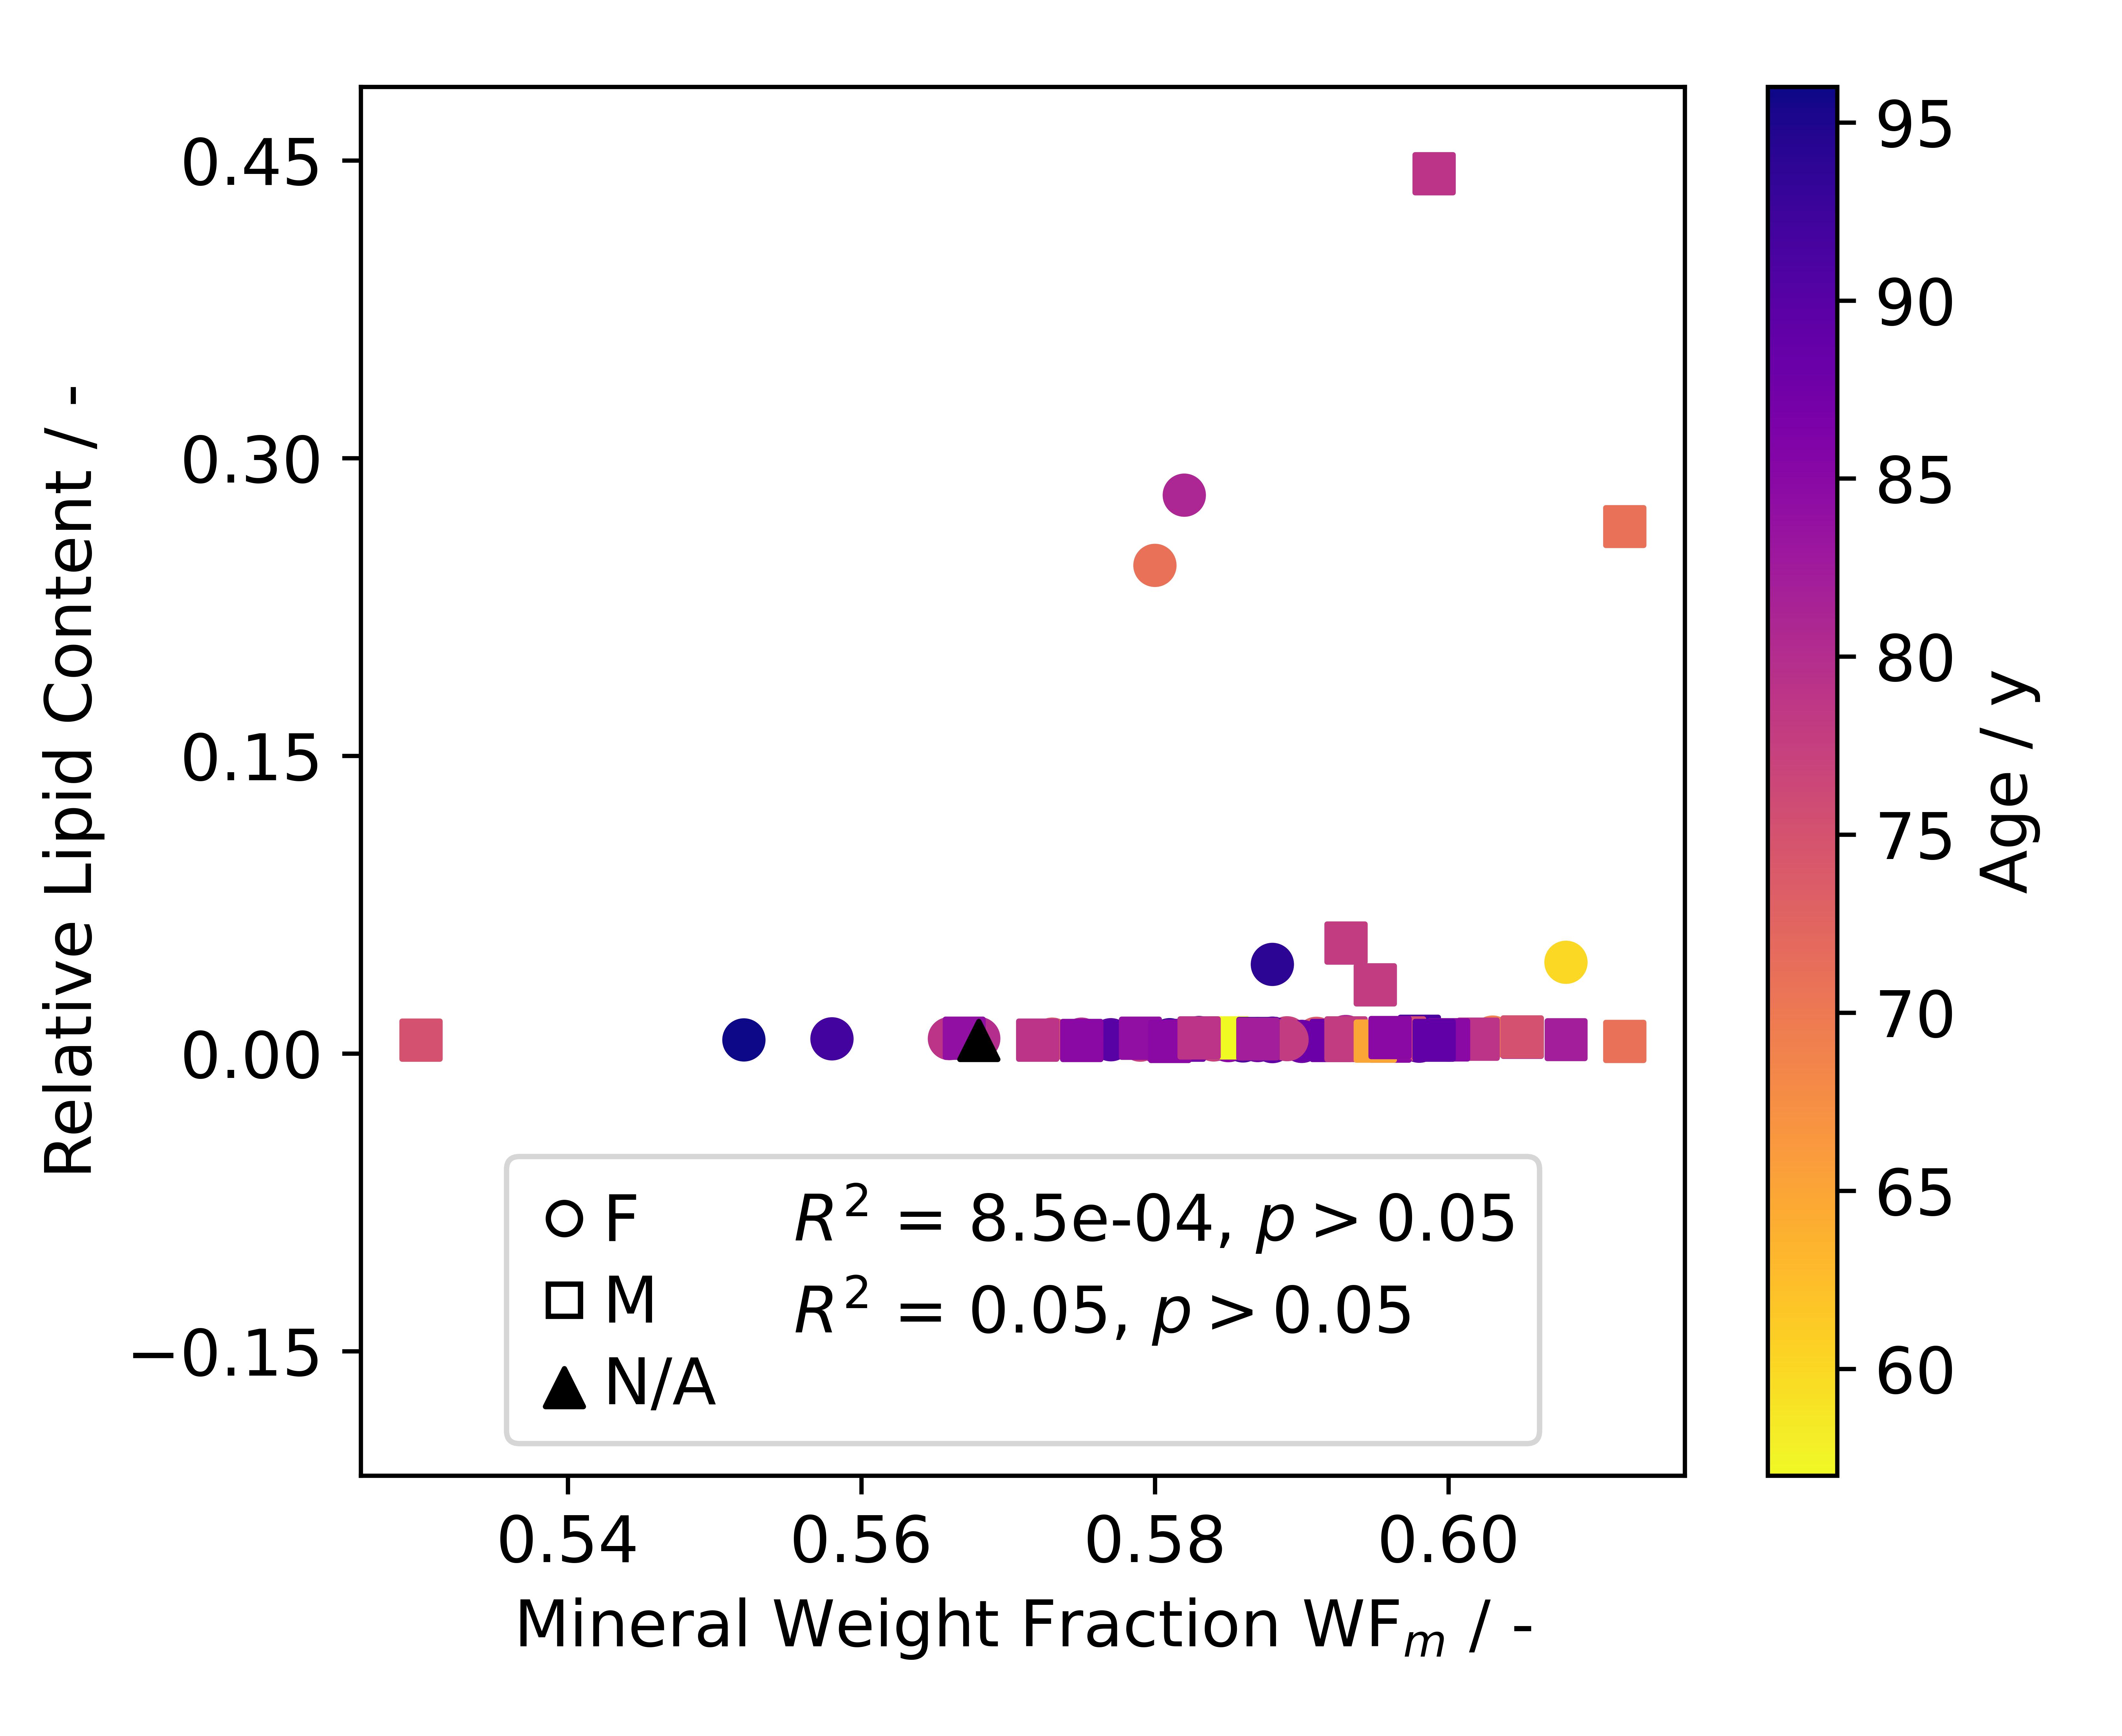 0.45
0.30
0.15
0.00
−0.15
Relative Lipid Content / -
0.54 0.56 0.58 0.60
Mineral Weight Fraction WFm / -
F R2 = 8.5e-04, p > 0.05
M R2 = 0.05, p > 0.05
N/A
95
90
85
80
75
70
65
60
Age / y